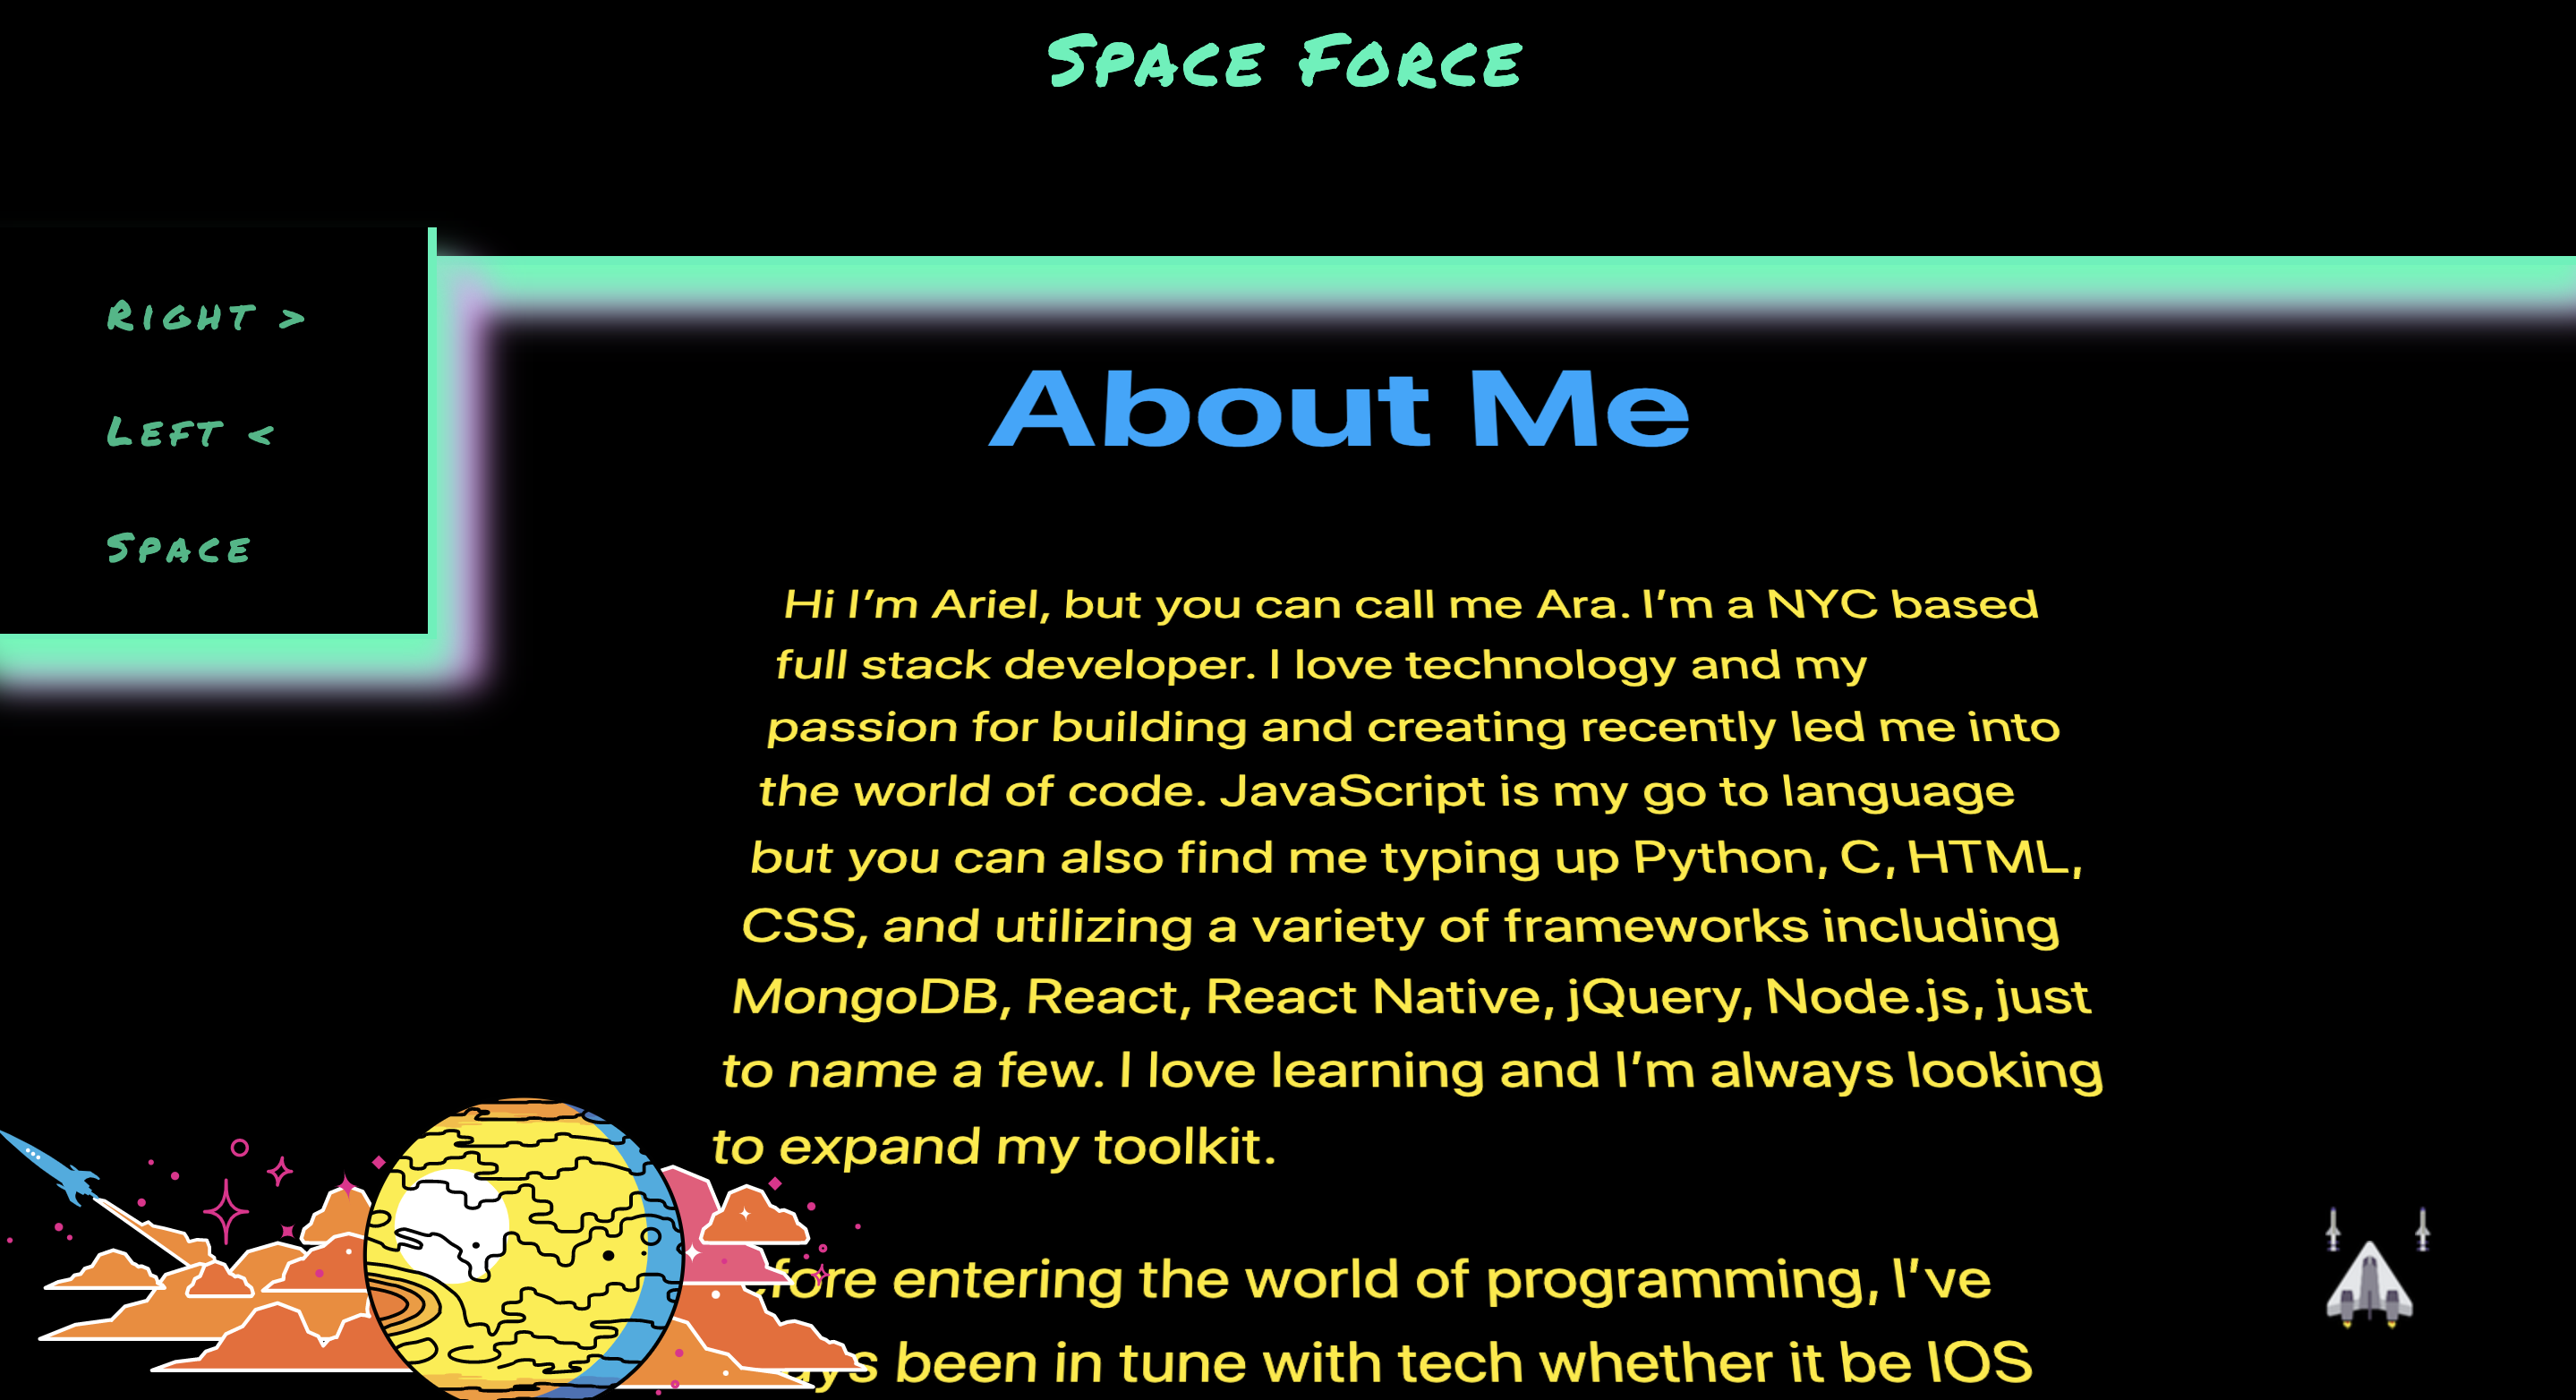 Space Force
Right >
Left <
Space
About Me
Hi I’m Ariel, but you can call me Ara. I’m a NYC based
full stack developer. I love technology and my
passion for building and creating recently led me into
the world of code. JavaScript is my go to language
but you can also find me typing up Python, C, HTML,
CSS, and utilizing a variety of frameworks including
MongoDB, React, React Native, jQuery, Node.js, just
to name a few. I love learning and I’m always looking
to expand my toolkit.
entering the world of programming, I’ve
been in tune with tech whether it be IOS